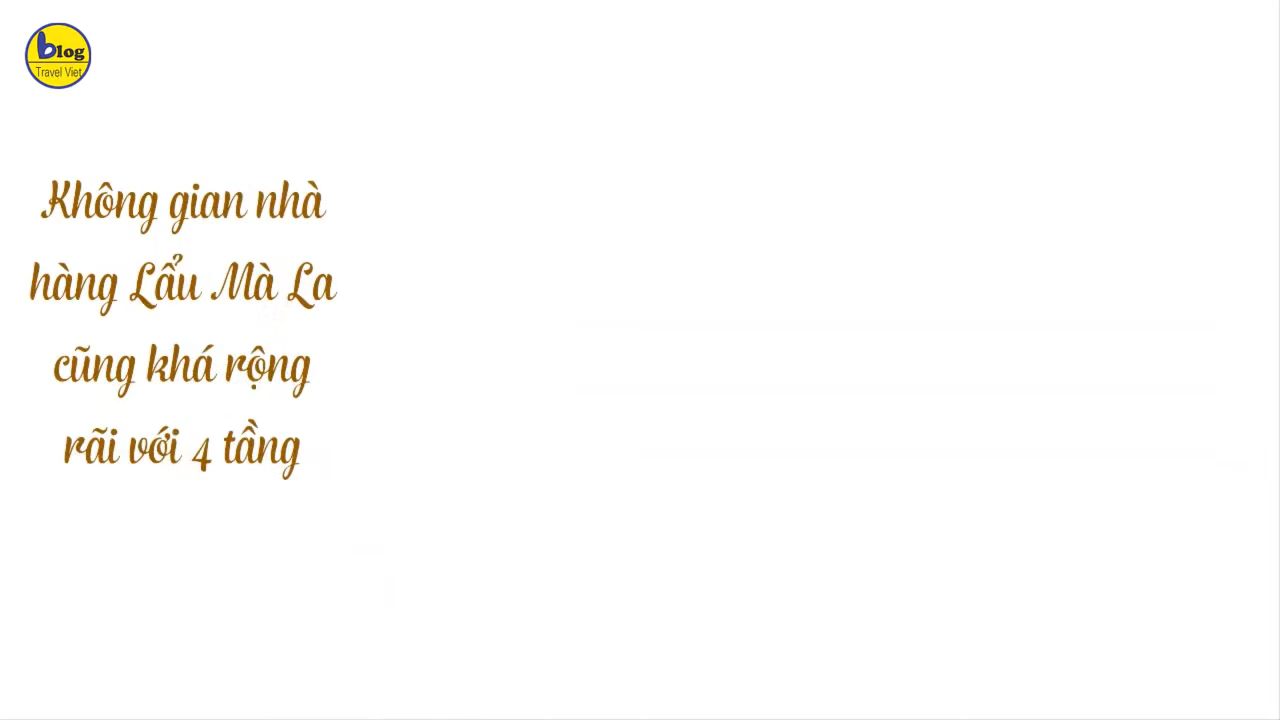 blog
Travel Viet
Không gian nhà
hàng Lẩu Mà La
cũng khá rộng
rãi với 4 tầng